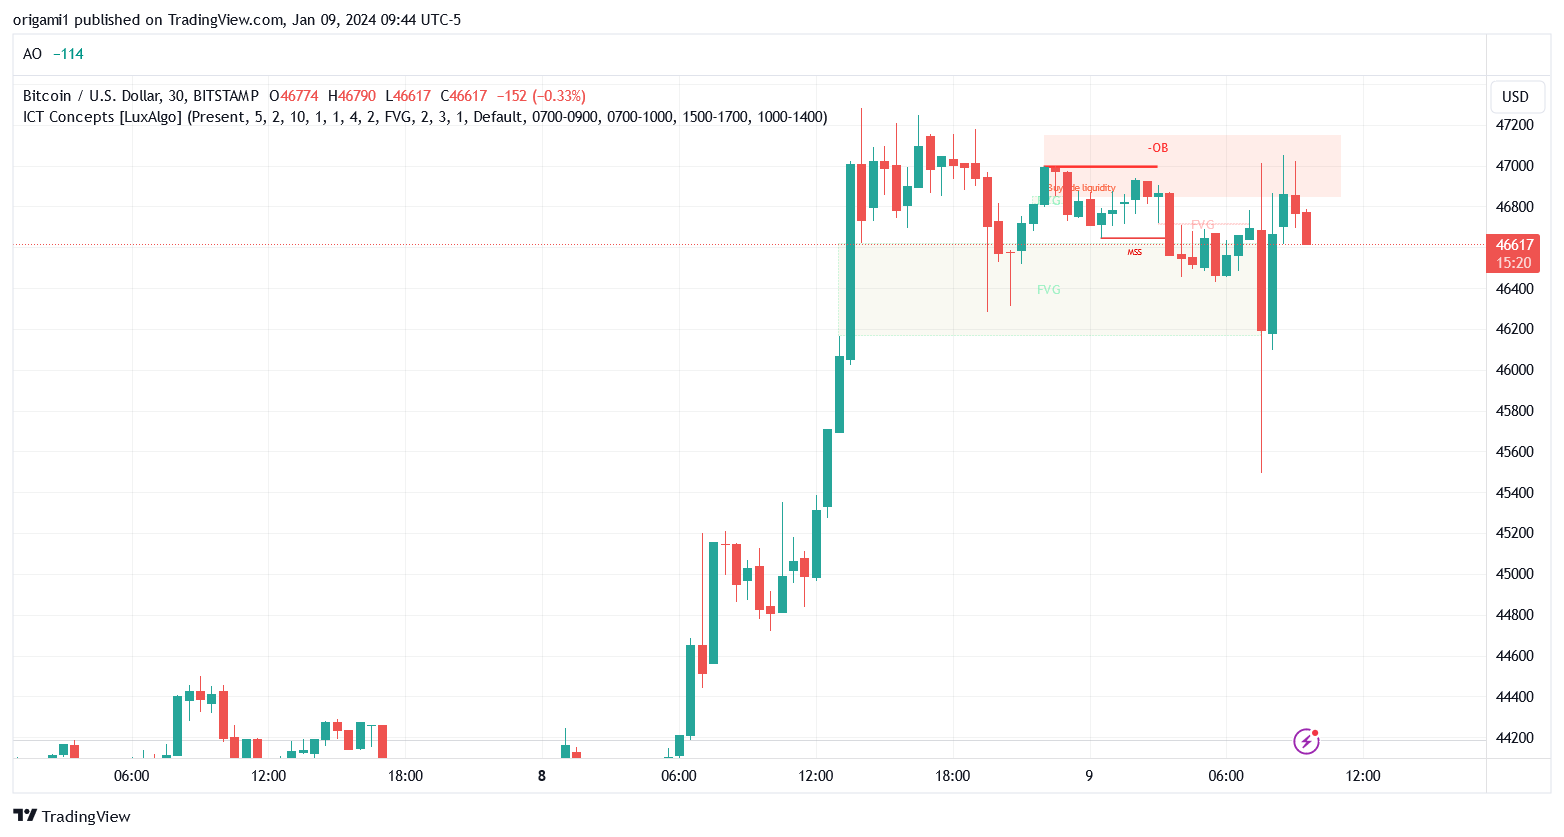 origami1 published on TradingView.com, Jan 09, 2024 09:44 UTC-5
AO −114
Bitcoin / U.S. Dollar, 30, BITSTAMP O46774 H46790 L46617 C46617 −152 (−0.33%)
ICT Concepts [LuxAlgo] (Present, 5, 2, 10, 1, 1, 4, 2, FVG, 2, 3, 1, Default, 0700-0900, 0700-1000, 1500-1700, 1000-1400)
USD
47200
47000
46800
46617
15:20
46400
46200
46000
45800
45600
45400
45200
45000
44800
44600
44400
44200
-OB
Buyside liquidity
FVG
FVG
MSS
FVG
06:00 12:00 18:00 8 06:00 12:00 18:00 9 06:00 12:00
TradingView